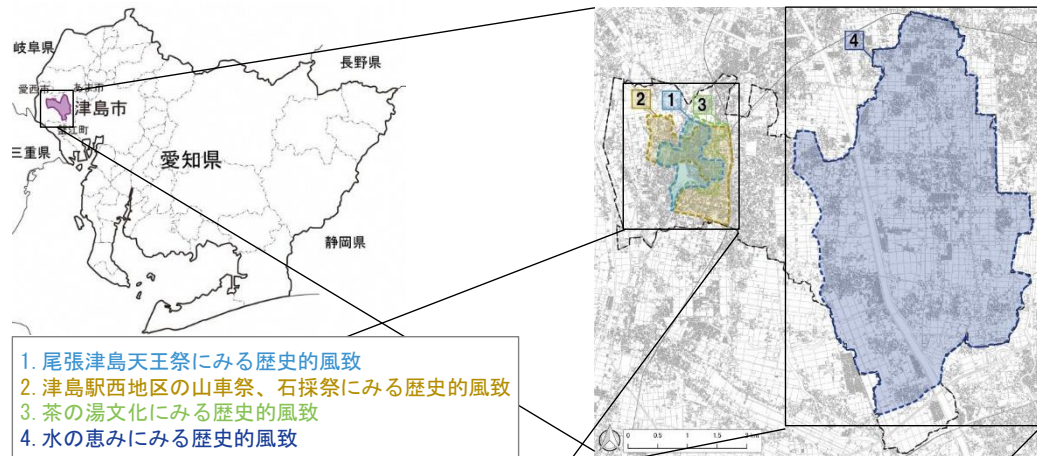 岐阜県
長野県
愛西市
あま市
津島市
蟹江町
三重県
愛知県
静岡県
1. 尾張津島天王祭にみる歴史的風致
2. 津島駅西地区の山車祭、石採祭にみる歴史的風致
3. 茶の湯文化にみる歴史的風致
4. 水の恵みにみる歴史的風致
2
1
3
4
0 0.5 1 2 km